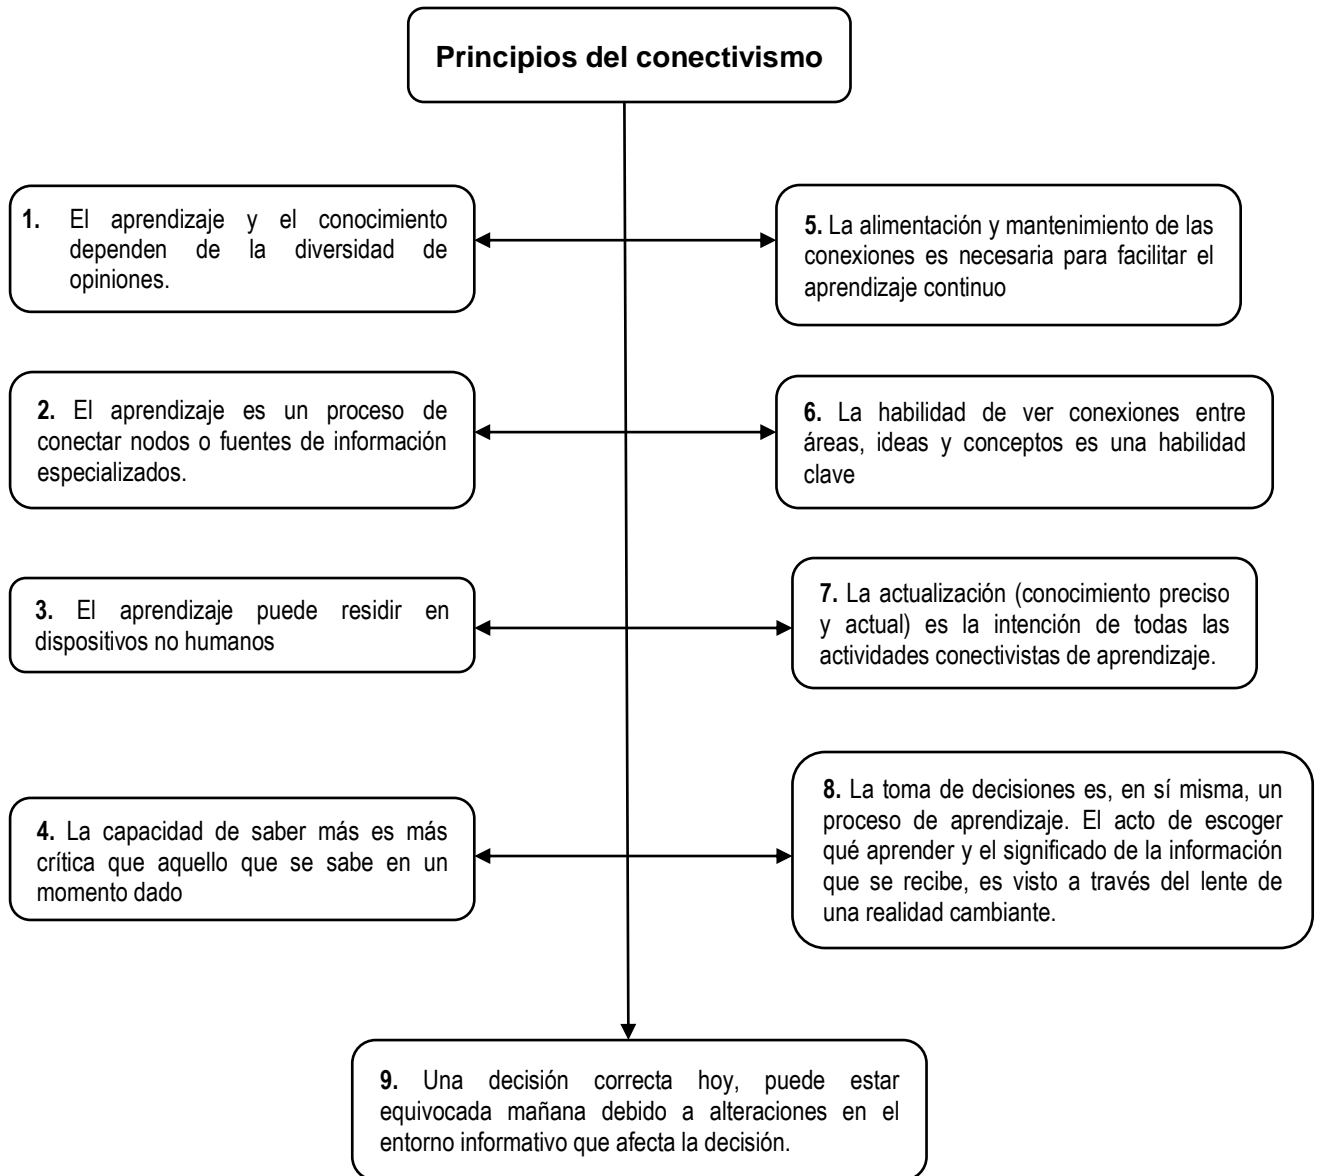 Principios del conectivismo
1. El aprendizaje y el conocimiento
dependen de la diversidad de
opiniones.
2. El aprendizaje es un proceso de
conectar nodos o fuentes de información
especializados.
3. El aprendizaje puede residir en
dispositivos no humanos
4. La capacidad de saber más es más
crítica que aquello que se sabe en un
momento dado
5. La alimentación y mantenimiento de las
conexiones es necesaria para facilitar el
aprendizaje continuo
6. La habilidad de ver conexiones entre
áreas, ideas y conceptos es una habilidad
clave
7. La actualización (conocimiento preciso
y actual) es la intención de todas las
actividades conectivistas de aprendizaje.
8. La toma de decisiones es, en sí misma, un
proceso de aprendizaje. El acto de escoger
qué aprender y el significado de la información
que se recibe, es visto a través del lente de
una realidad cambiante.
9. Una decisión correcta hoy, puede estar
equivocada mañana debido a alteraciones en el
entorno informativo que afecta la decisión.